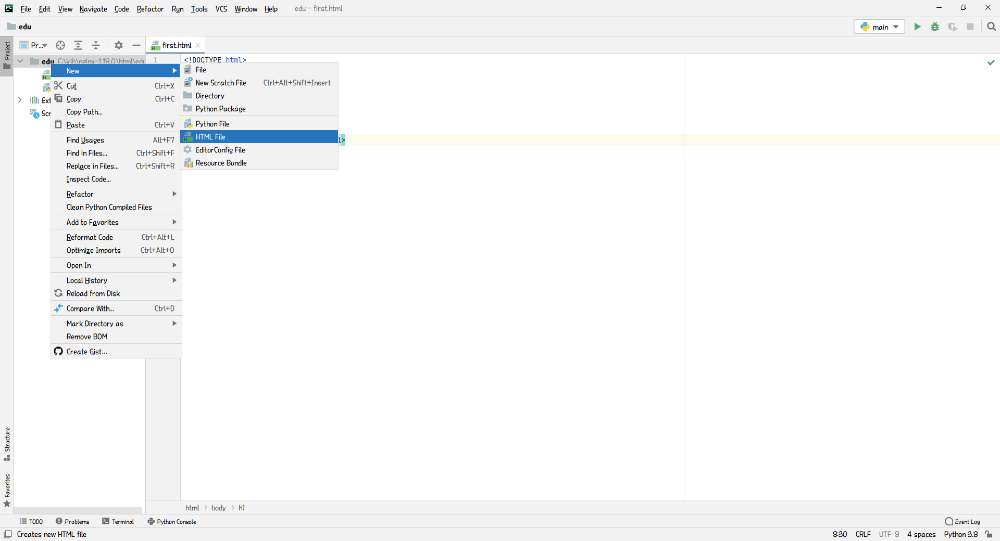 PC File Edit View Navigate Code Refactor Run Tools VCS Window Help edu - first.html
edu main
Project Pr... first.html
edu C:\kih\nginx-1.18.0\html\edu 1 <!DOCTYPE html>
New
Cut Ctrl+X
Copy Ctrl+C
Copy Path...
Paste Ctrl+V
Find Usages Alt+F7
Find in Files... Ctrl+Shift+F
Replace in Files... Ctrl+Shift+R
Inspect Code...
Refactor
Clean Python Compiled Files
Add to Favorites
Reformat Code Ctrl+Alt+L
Optimize Imports Ctrl+Alt+O
Open In
Local History
Reload from Disk
Compare With... Ctrl+D
Mark Directory as
Remove BOM
Create Gist...
File
New Scratch File Ctrl+Alt+Shift+Insert
Directory
Python Package
Python File
HTML File
EditorConfig File
Resource Bundle
l>
Ext
Scr
Structure
Favorites
html > body > h1
TODO Problems Terminal Python Console Event Log
Creates new HTML file 8:30 CRLF UTF-8 4 spaces Python 3.8